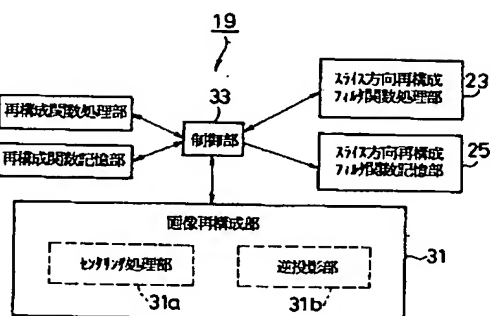 19
33
再構成関数処理部
再構成関数記憶部
制御部
スライス方向再構成
フィルタ関数処理部
23
スライス方向再構成
フィルタ関数記憶部
25
画像再構成部
センタリング処理部
逆投影部
31
31a
31b